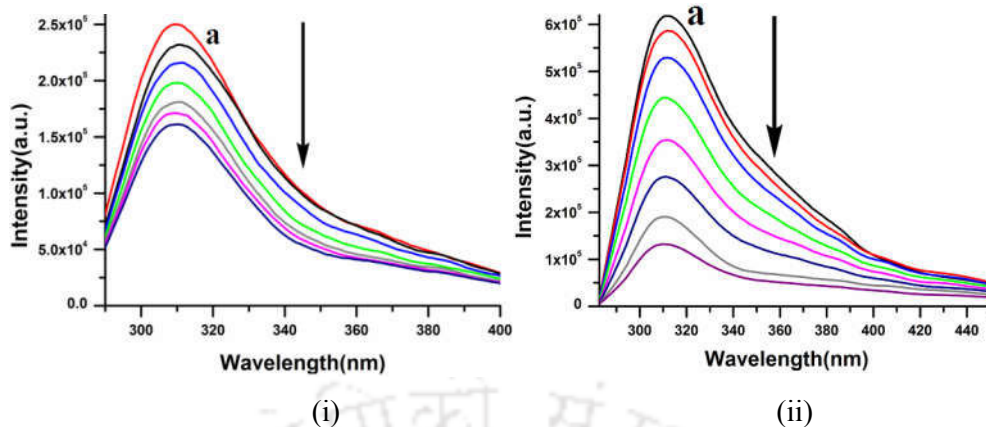 a
a
Intensity(a.u.)
2.5x10⁵
2.0x10⁵
1.5x10⁵
1.0x10⁵
5.0x10⁴
0.0
300 320 340 360 380 400
Wavelength(nm)
Intensity(a.u.)
6x10⁵
5x10⁵
4x10⁵
3x10⁵
2x10⁵
1x10⁵
0
300 320 340 360 380 400 420 440
Wavelength(nm)
(i) (ii)